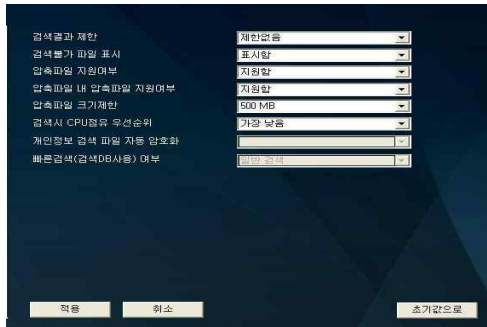 검색결과 제한 제한없음
검색불가 파일 표시 표시함
압축파일 지원여부 지원함
압축파일 내 압축파일 지원여부 지원함
압축파일 크기제한 500 MB
검색시 CPU점유 우선순위 가장 낮음
개인정보 검색 파일 자동 암호화
빠른검색(검색DB사용) 여부 일반 검색
적용 취소 초기값으로